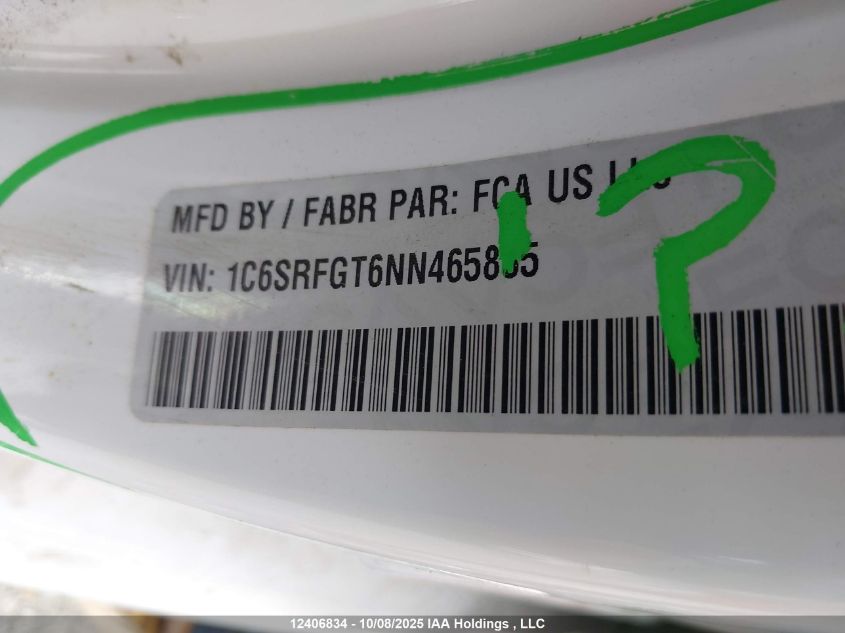 MFD BY / FABR PAR: FCA US
VIN:
?
12406834 - 10/08/2025 IAA Holdings , LLC